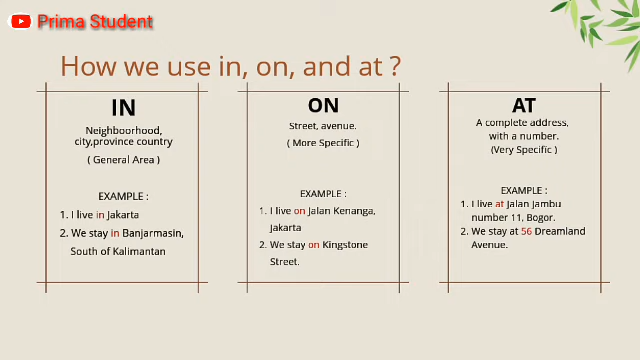 Prima Student
How we use in, on, and at ?
IN
Neighboorhood,
city,province country
( General Area )
EXAMPLE :
1. I live in Jakarta
2. We stay in Banjarmasin,
South of Kalimantan
ON
Street, avenue.
( More Specific )
EXAMPLE :
1. I live on Jalan Kenanga,
Jakarta
2. We stay on Kingstone
Street.
AT
A complete address,
with a number.
(Very Specific )
EXAMPLE :
1. I live at Jalan Jambu
number 11, Bogor.
2. We stay at 56 Dreamland
Avenue.